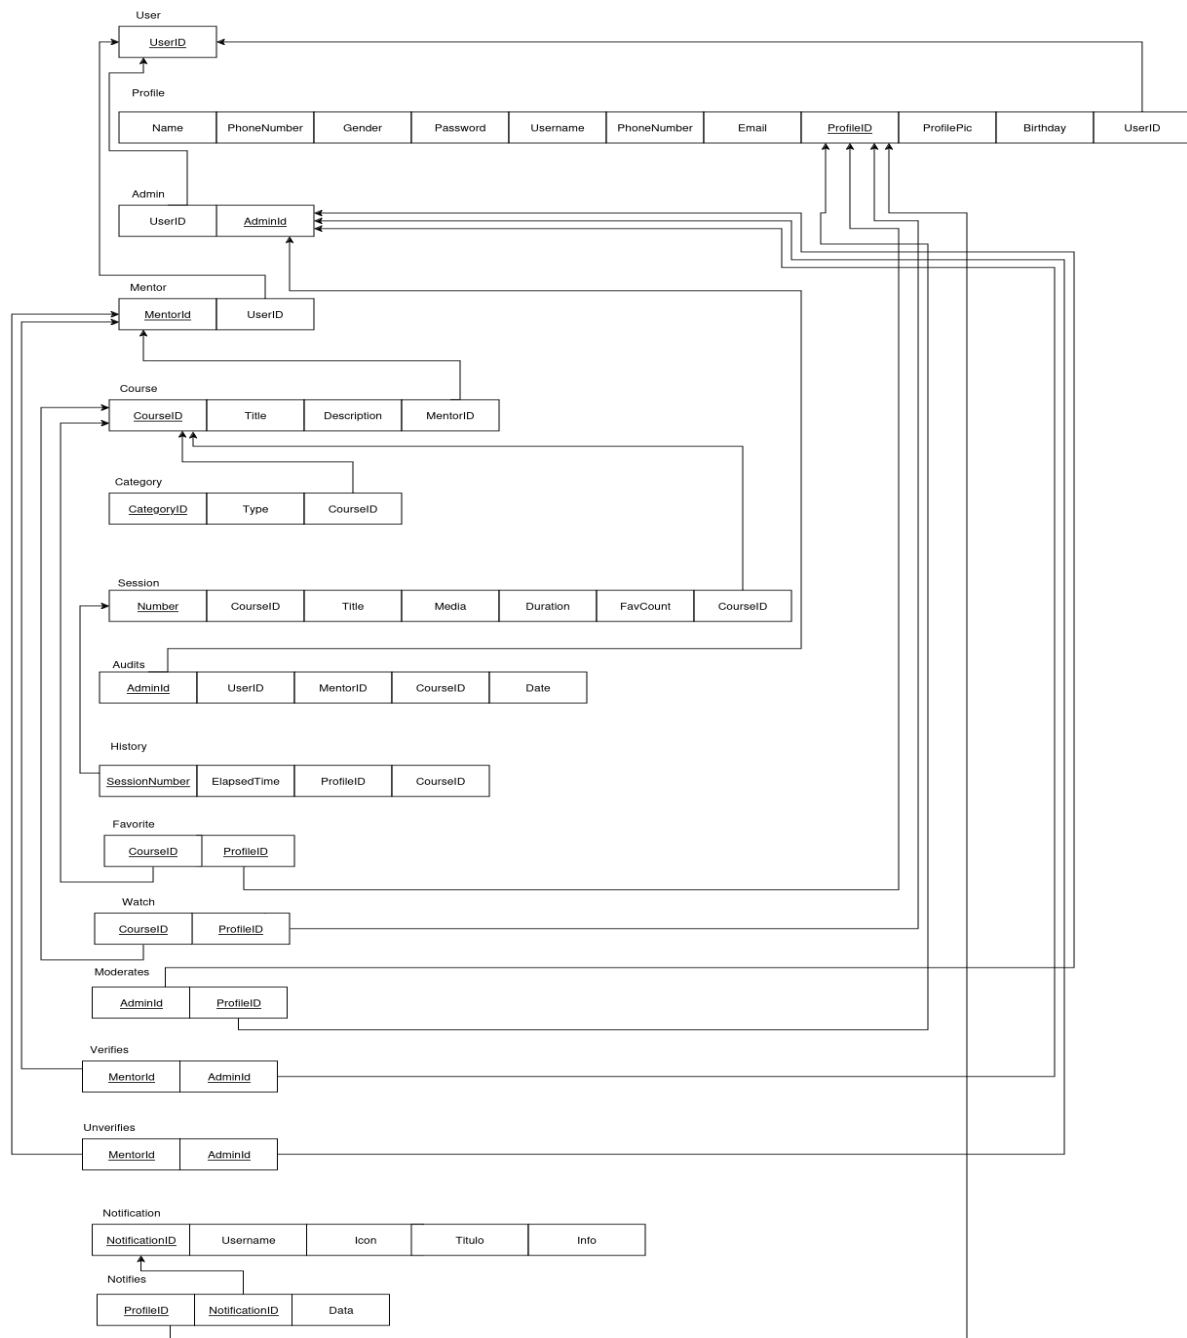 User
UserID
Profile
Name PhoneNumber Gender Password Username PhoneNumber Email ProfileID ProfilePic Birthday UserID
Admin
UserID AdminId
Mentor
MentorId UserID
Course
CourseID Title Description MentorID
Category
CategoryID Type CourseID
Session
Number CourseID Title Media Duration FavCount CourseID
Audits
AdminId UserID MentorID CourseID Date
History
SessionNumber ElapsedTime ProfileID CourseID
Favorite
CourseID ProfileID
Watch
CourseID ProfileID
Moderates
AdminId ProfileID
Verifies
MentorId AdminId
Unverifies
MentorId AdminId
Notification
NotificationID Username Icon Titulo Info
Notifies
ProfileID NotificationID Data